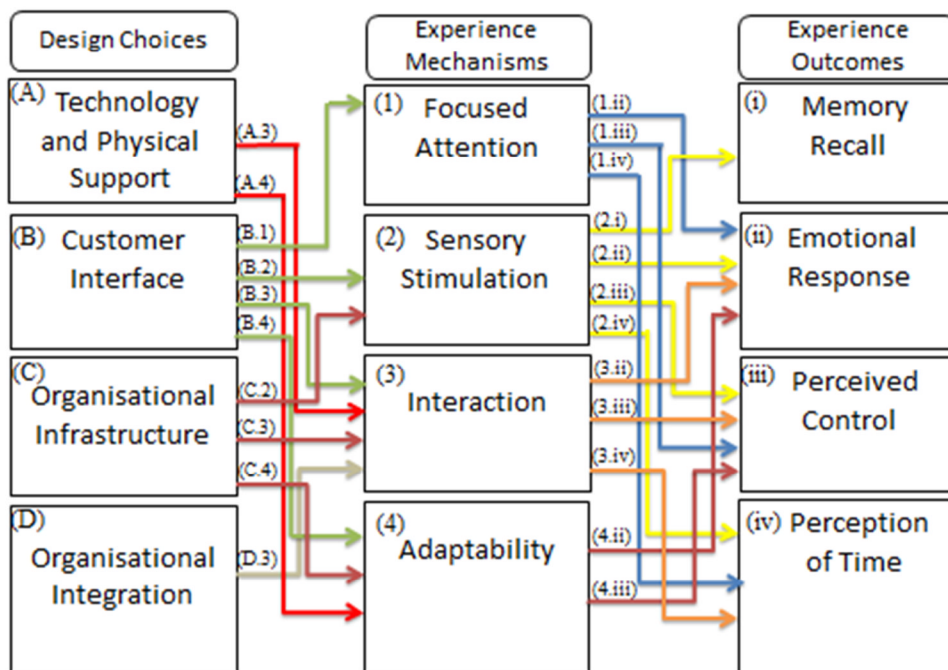 Design Choices
Experience
Mechanisms
Experience
Outcomes
(A) Technology
and Physical
Support
(A.3)
(A.4)
(B) Customer
Interface
(B.1)
(B.2)
(B.3)
(B.4)
(C)
Organisational
Infrastructure
(C.2)
(C.3)
(C.4)
(D)
Organisational
Integration
(D.3)
(1) Focused
Attention
(1.ii)
(1.iii)
(1.iv)
(2) Sensory
Stimulation
(2.i)
(2.ii)
(2.iii)
(2.iv)
(3)
Interaction
(3.ii)
(3.iii)
(3.iv)
(4)
Adaptability
(4.ii)
(4.iii)
(i) Memory
Recall
(ii) Emotional
Response
(iii) Perceived
Control
(iv) Perception
of Time